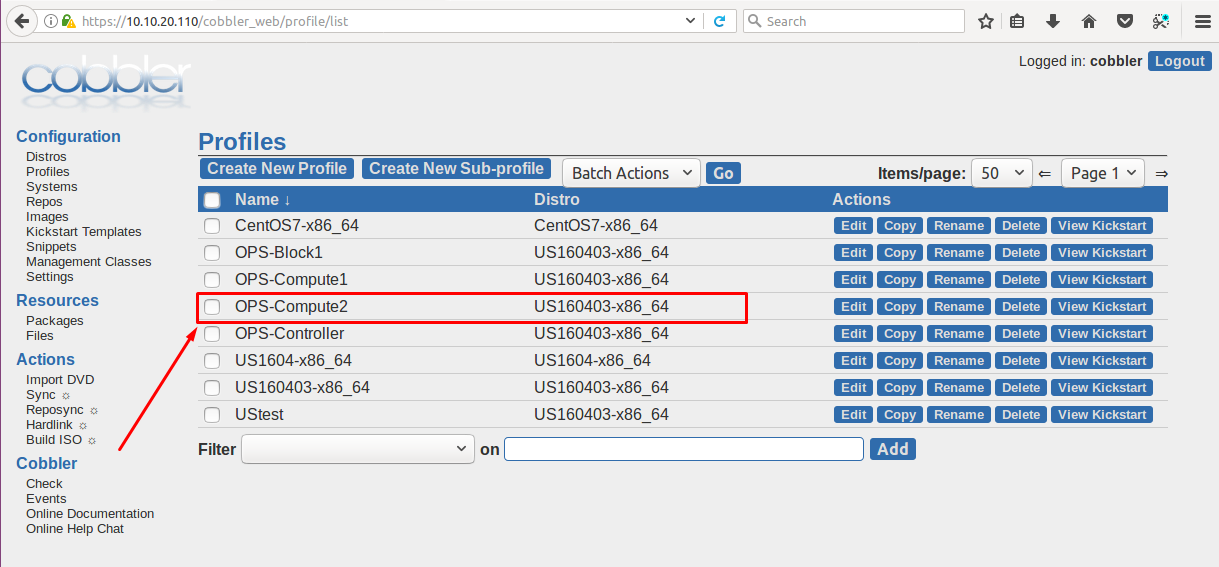 https://10.10.20.110/cobbler_web/profile/list
Search
cobbler
Logged in: cobbler Logout
Configuration
Distros
Profiles
Systems
Repos
Images
Kickstart Templates
Snippets
Management Classes
Settings
Resources
Packages
Files
Actions
Import DVD
Sync ☼
Reposync ☼
Hardlink ☼
Build ISO ☼
Cobbler
Check
Events
Online Documentation
Online Help Chat
Profiles
Create New Profile Create New Sub-profile Batch Actions Go Items/page: 50 ⇐ Page 1 ⇒
Name ↓ Distro Actions
CentOS7-x86_64 CentOS7-x86_64 Edit Copy Rename Delete View Kickstart
OPS-Block1 US160403-x86_64 Edit Copy Rename Delete View Kickstart
OPS-Compute1 US160403-x86_64 Edit Copy Rename Delete View Kickstart
OPS-Compute2 US160403-x86_64 Edit Copy Rename Delete View Kickstart
OPS-Controller US160403-x86_64 Edit Copy Rename Delete View Kickstart
US1604-x86_64 US1604-x86_64 Edit Copy Rename Delete View Kickstart
US160403-x86_64 US160403-x86_64 Edit Copy Rename Delete View Kickstart
UStest US160403-x86_64 Edit Copy Rename Delete View Kickstart
Filter on Add